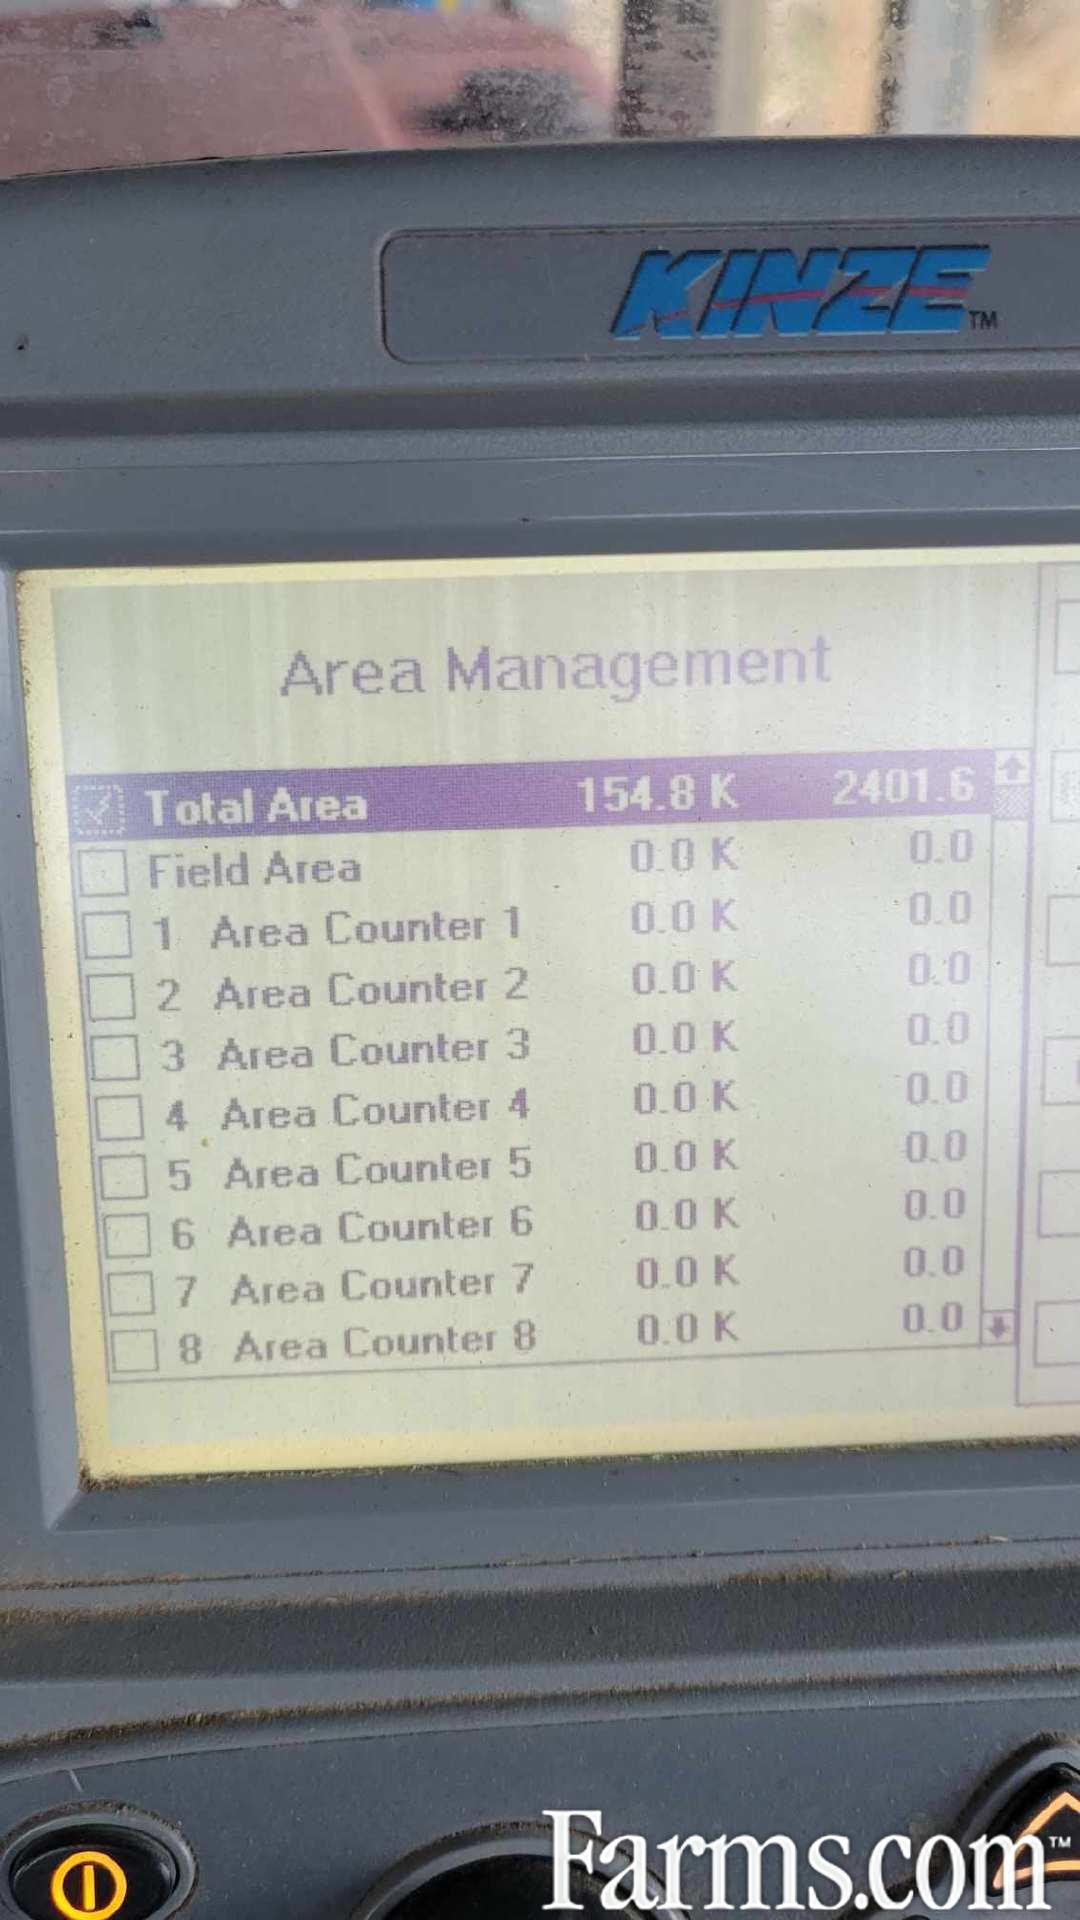 KINZE™
Area Management
Total Area 154.8 K 2401.6
Field Area 0.0 K 0.0
1 Area Counter 1 0.0 K 0.0
2 Area Counter 2 0.0 K 0.0
3 Area Counter 3 0.0 K 0.0
4 Area Counter 4 0.0 K 0.0
5 Area Counter 5 0.0 K 0.0
6 Area Counter 6 0.0 K 0.0
7 Area Counter 7 0.0 K 0.0
8 Area Counter 8 0.0 K 0.0
Farms.com™